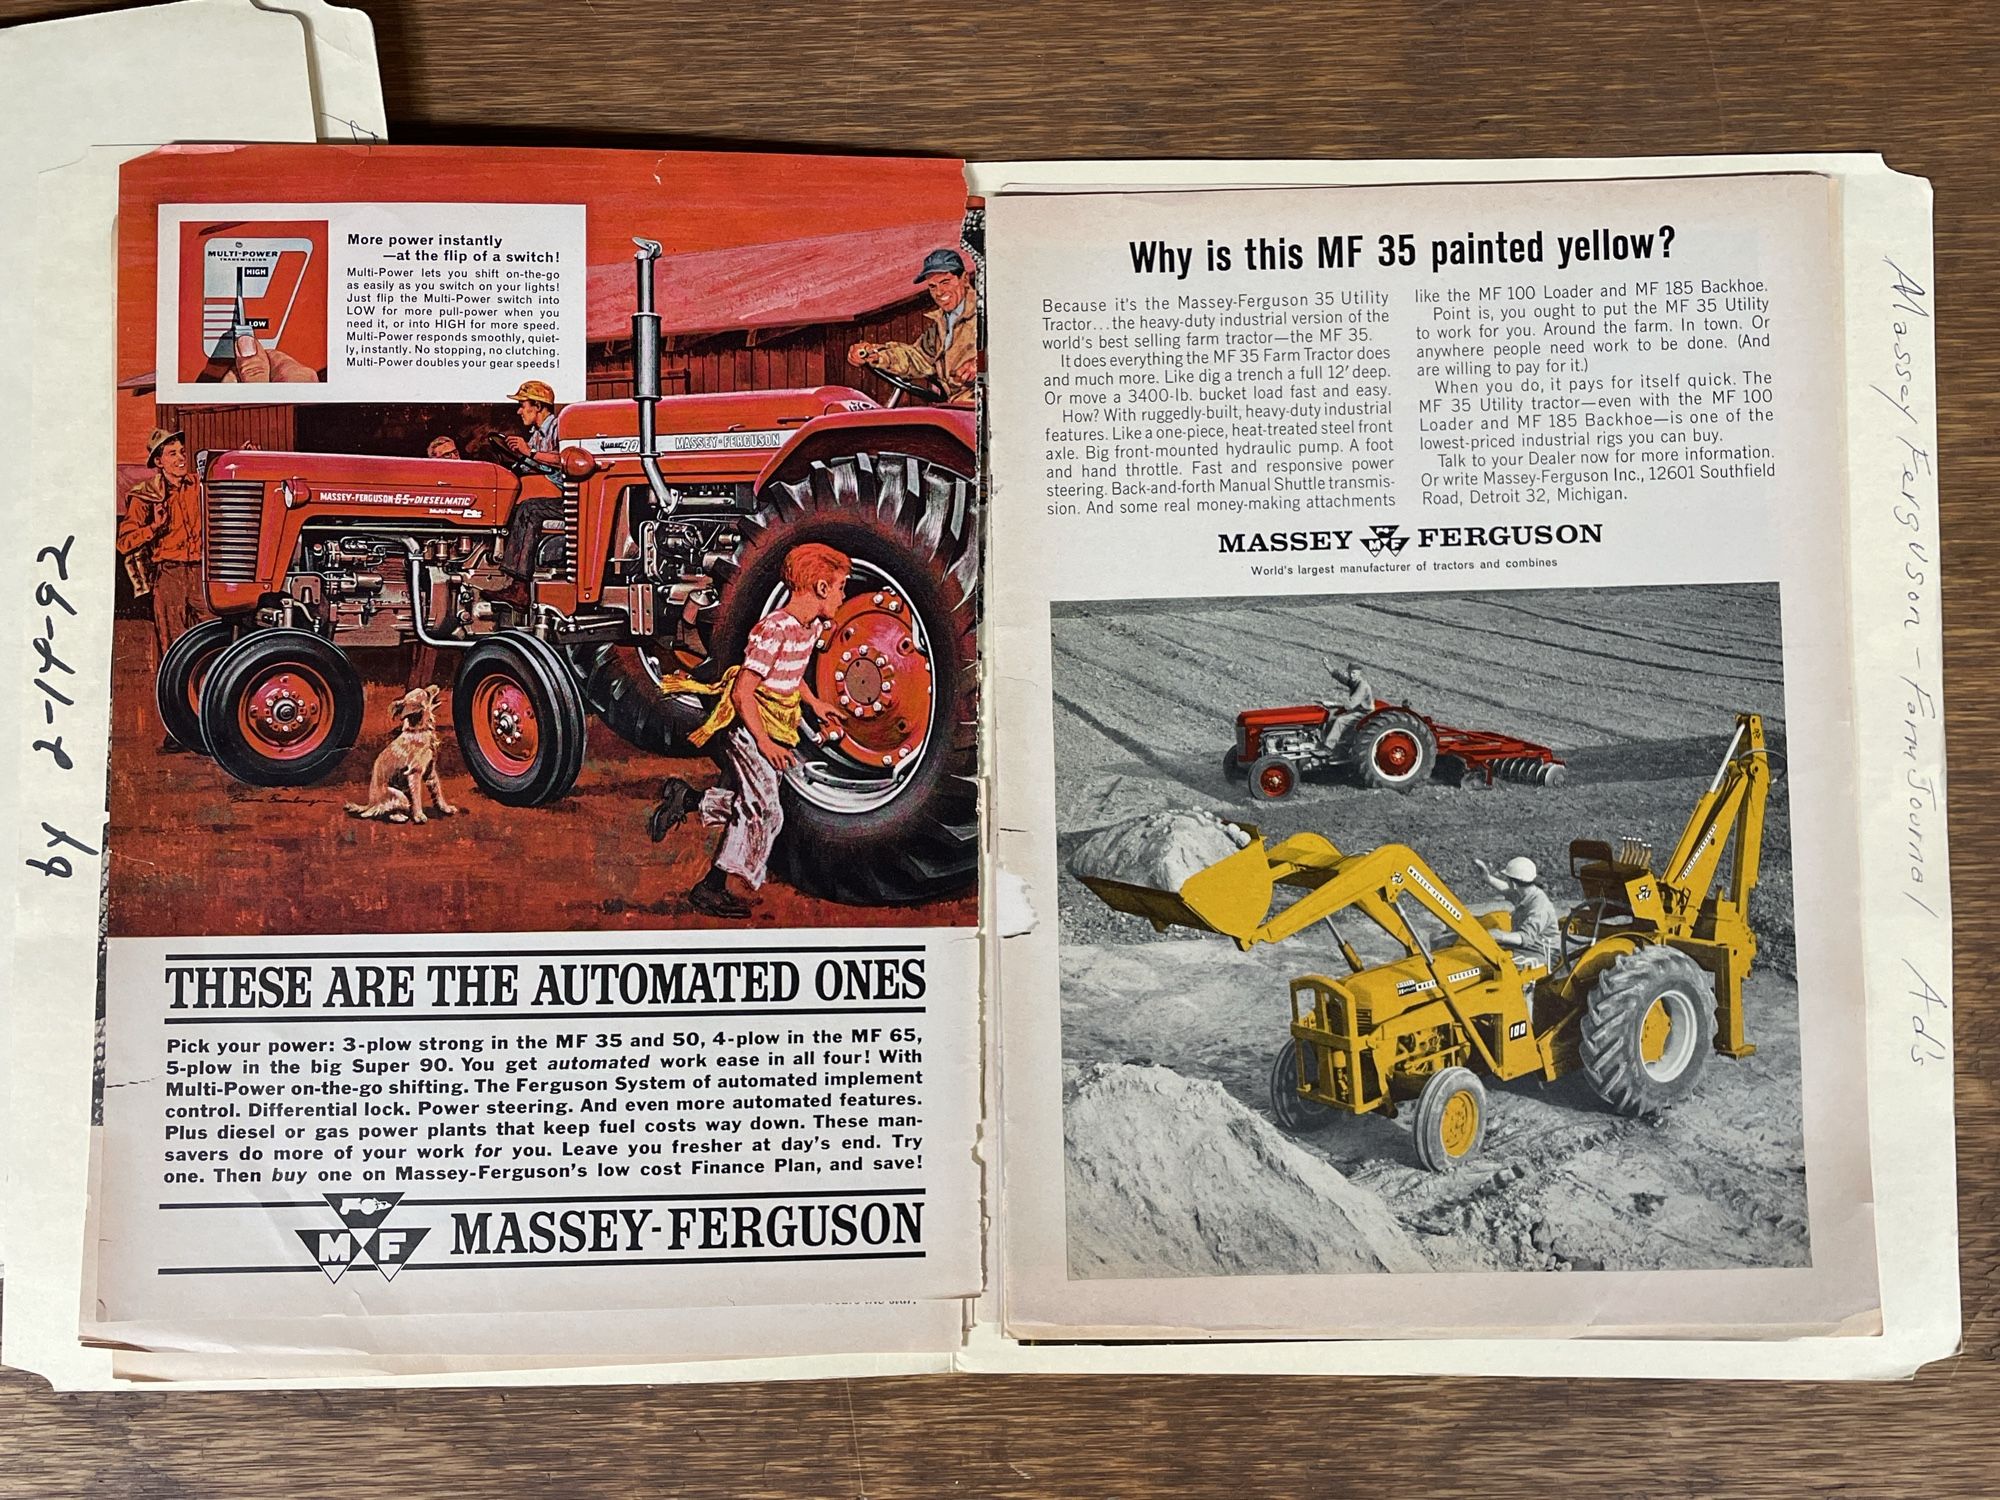 by 2-14-92
More power instantly
—at the flip of a switch!
MULTI-POWER
TRANSMISSION
HIGH
LOW
Multi-Power lets you shift on-the-go
as easily as you switch on your lights!
Just flip the Multi-Power switch into
LOW for more pull-power when you
need it, or into HIGH for more speed.
Multi-Power responds smoothly, quiet-
ly, instantly. No stopping, no clutching.
Multi-Power doubles your gear speeds!
Super 90 MASSEY-FERGUSON
MASSEY-FERGUSON 65 DIESELMATIC
Multi-Power
THESE ARE THE AUTOMATED ONES
Pick your power: 3-plow strong in the MF 35 and 50, 4-plow in the MF 65,
5-plow in the big Super 90. You get automated work ease in all four! With
Multi-Power on-the-go shifting. The Ferguson System of automated implement
control. Differential lock. Power steering. And even more automated features.
Plus diesel or gas power plants that keep fuel costs way down. These man-
savers do more of your work for you. Leave you fresher at day's end. Try
one. Then buy one on Massey-Ferguson's low cost Finance Plan, and save!
MF MASSEY-FERGUSON
Why is this MF 35 painted yellow?
Because it's the Massey-Ferguson 35 Utility
Tractor...the heavy-duty industrial version of the
world's best selling farm tractor—the MF 35.
It does everything the MF 35 Farm Tractor does
and much more. Like dig a trench a full 12' deep.
Or move a 3400-lb. bucket load fast and easy.
How? With ruggedly-built, heavy-duty industrial
features. Like a one-piece, heat-treated steel front
axle. Big front-mounted hydraulic pump. A foot
and hand throttle. Fast and responsive power
steering. Back-and-forth Manual Shuttle transmis-
sion. And some real money-making attachments
like the MF 100 Loader and MF 185 Backhoe.
Point is, you ought to put the MF 35 Utility
to work for you. Around the farm. In town. Or
anywhere people need work to be done. (And
are willing to pay for it.)
When you do, it pays for itself quick. The
MF 35 Utility tractor—even with the MF 100
Loader and MF 185 Backhoe—is one of the
lowest-priced industrial rigs you can buy.
Talk to your Dealer now for more information.
Or write Massey-Ferguson Inc., 12601 Southfield
Road, Detroit 32, Michigan.
MASSEY MF FERGUSON
World's largest manufacturer of tractors and combines
MASSEY-FERGUSON
100
Massey Ferguson - Farm Journal Ad's